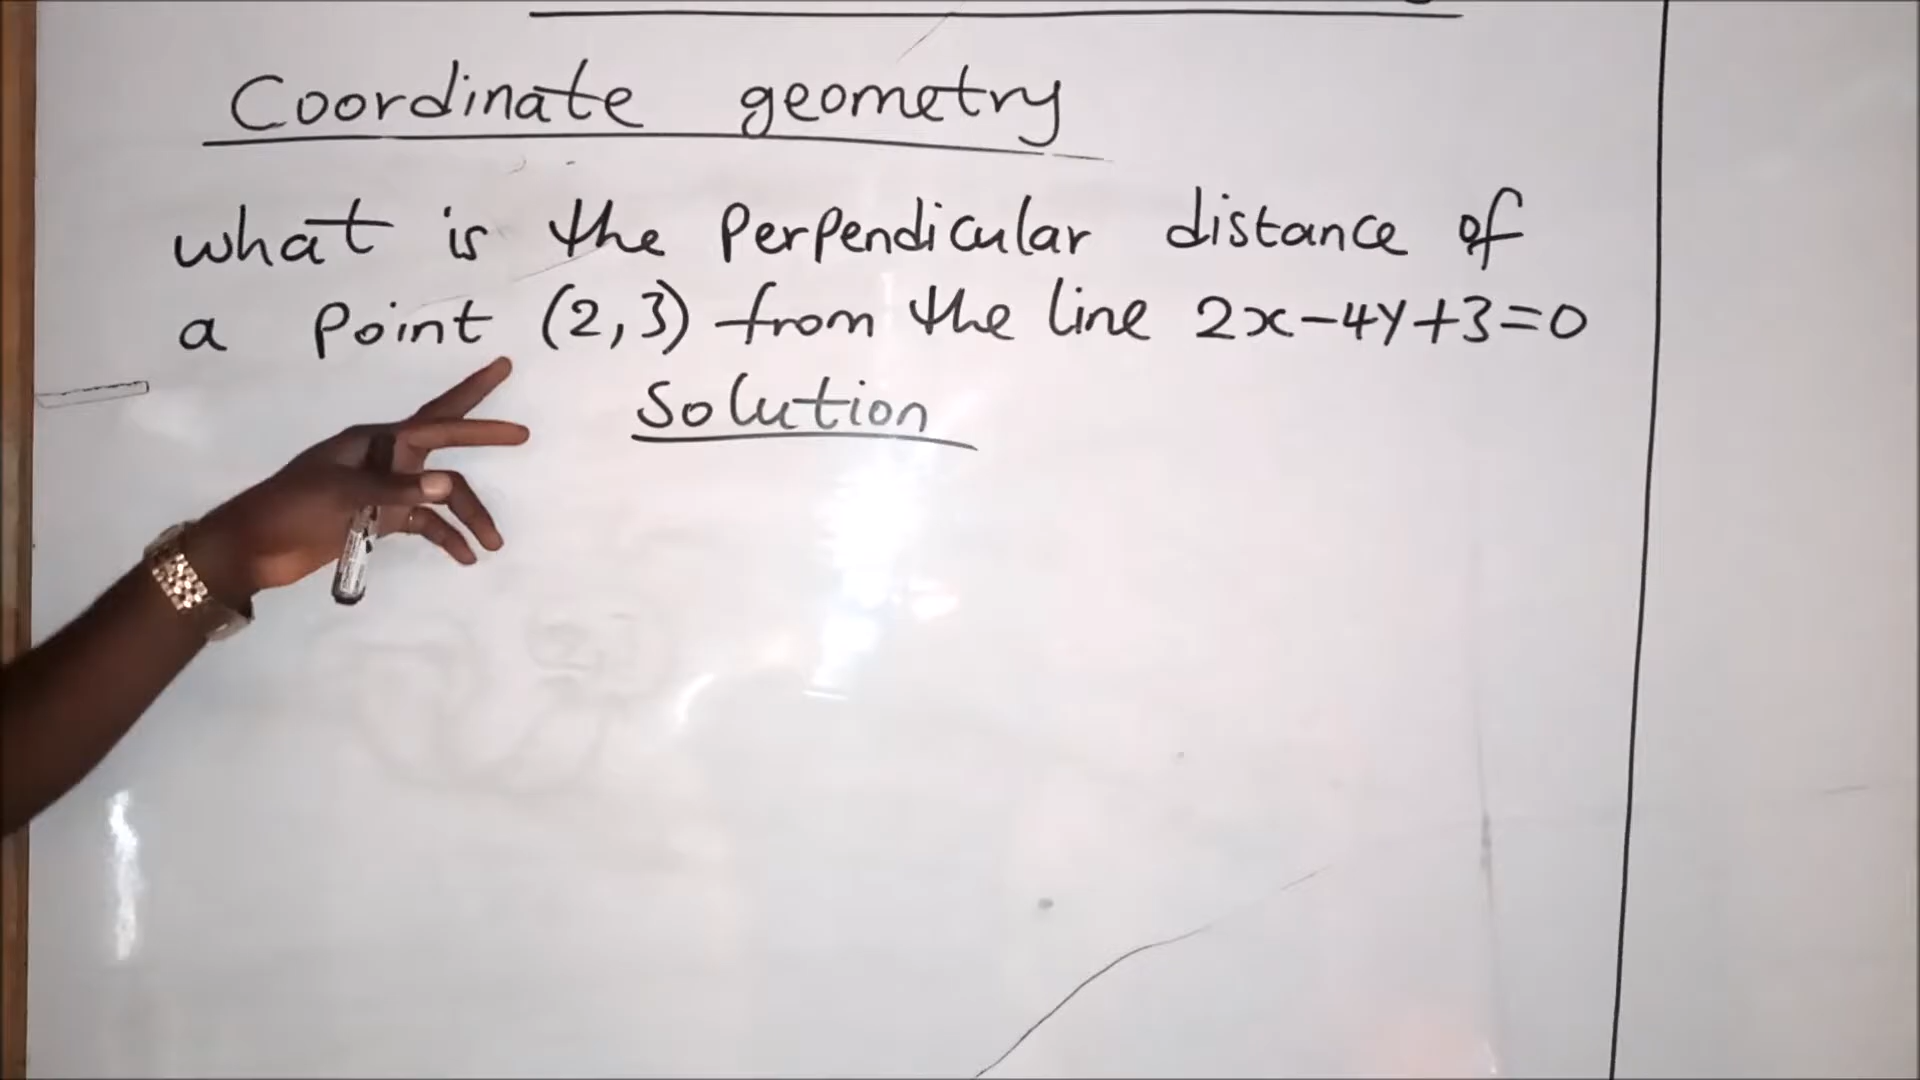 Coordinate geometry
what is the perpendicular distance of
a point (2,3) from the line 2x-4y+3=0
Solution